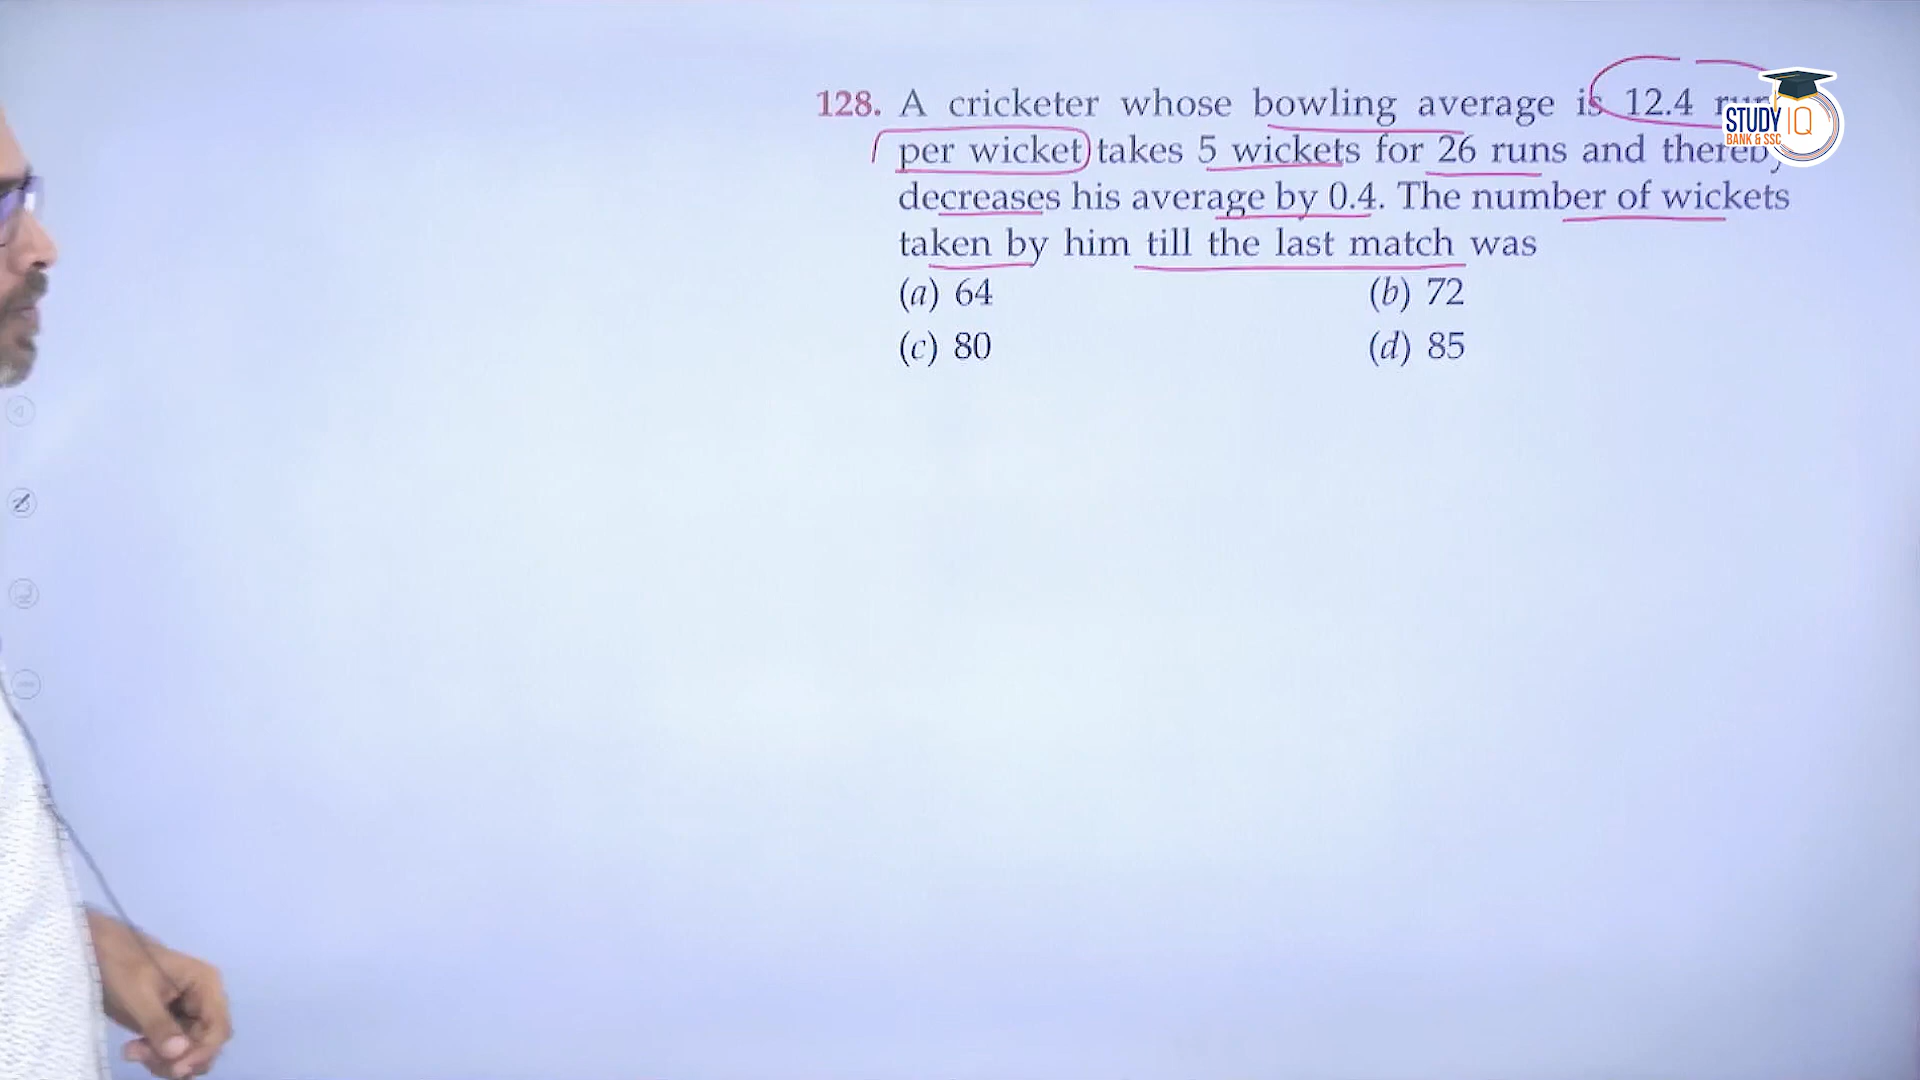 128. A cricketer whose bowling average is 12.4
per wicket takes 5 wickets for 26 runs and thereby
decreases his average by 0.4. The number of wickets
taken by him till the last match was
(a) 64 (b) 72
(c) 80 (d) 85
STUDY IQ
BANK & SSC